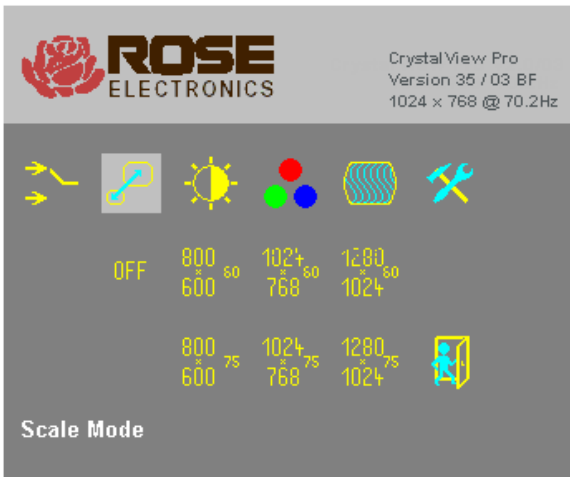 ROSE
ELECTRONICS
CrystalView Pro
Version 35 / 03 BF
1024 x 768 @ 70.2Hz
OFF
800 x 600 60
1024 x 768 60
1280 x 1024 60
800 x 600 75
1024 x 768 75
1280 x 1024 75
Scale Mode